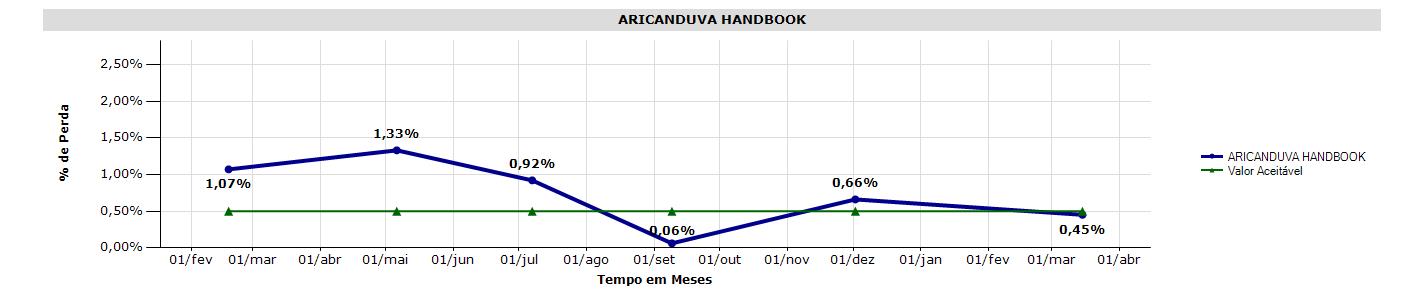 ARICANDUVA HANDBOOK
2,50%
2,00%
1,50%
1,00%
0,50%
0,00%
% de Perda
1,07%
1,33%
0,92%
0,06%
0,66%
0,45%
01/fev 01/mar 01/abr 01/mai 01/jun 01/jul 01/ago 01/set 01/out 01/nov 01/dez 01/jan 01/fev 01/mar 01/abr
Tempo em Meses
ARICANDUVA HANDBOOK
Valor Aceitável